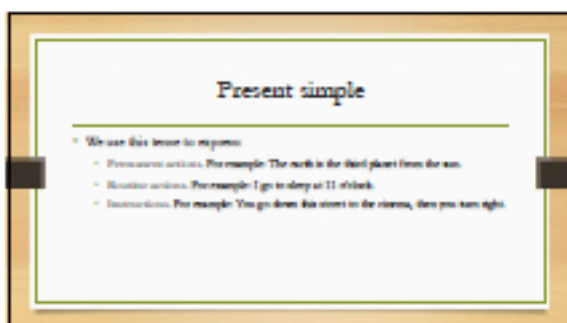 Present simple
We use this tense to express:
Permanent actions. For example: The earth is the third planet from the sun.
Routine actions. For example: I go to sleep at 11 o'clock.
Instructions. For example: You go down this street to the cinema, then you turn right.